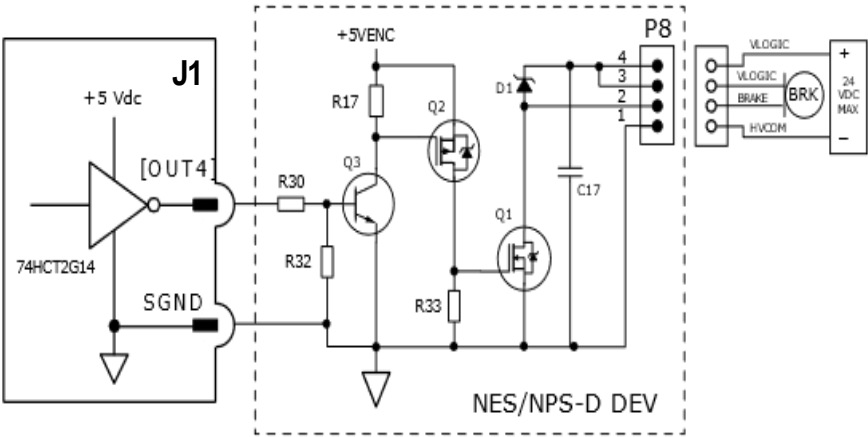 J1
+5 Vdc
[OUT4]
74HCT2G14
SGND
+5VENC
R17
Q2
Q3
R30
R32
R33
D1
Q1
C17
P8
4
3
2
1
NES/NPS-D DEV
VLOGIC
VLOGIC
BRAKE
HVCOM
BRK
+
24
VDC
MAX
−